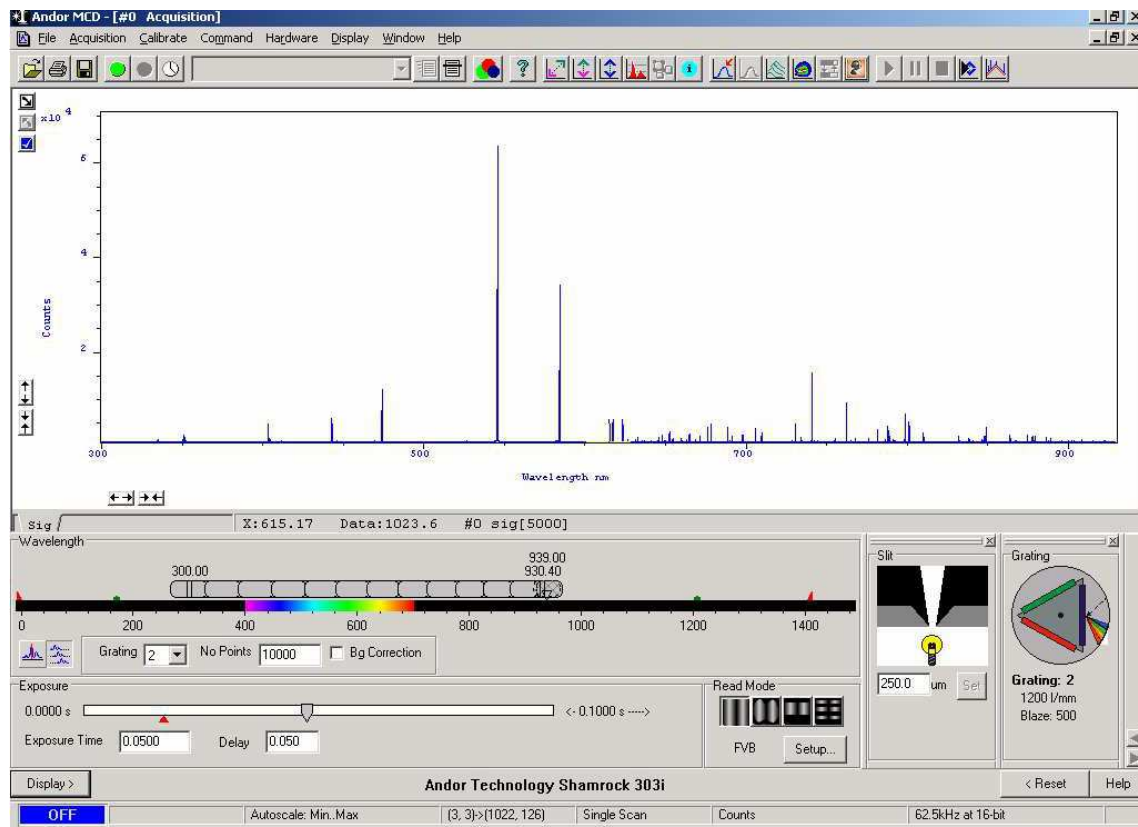 Andor MCD - [#0 Acquisition]
File Acquisition Calibrate Command Hardware Display Window Help
x10 4
6
4
2
Counts
300 500 700 900
Wavelength nm
Sig X:615.17 Data:1023.6 #0 sig[5000]
Wavelength
939.00
300.00 930.40
0 200 400 600 800 1000 1200 1400
Grating 2 No Points 10000 Bg Correction
Exposure
0.0000 s <- 0.1000 s ---->
Exposure Time 0.0500 Delay 0.050
Read Mode
FVB Setup...
Slit
250.0 um Set
Grating
Grating: 2
1200 l/mm
Blaze: 500
Display > Andor Technology Shamrock 303i < Reset Help
OFF Autoscale: Min..Max (3, 3)->(1022, 126) Single Scan Counts 62.5kHz at 16-bit